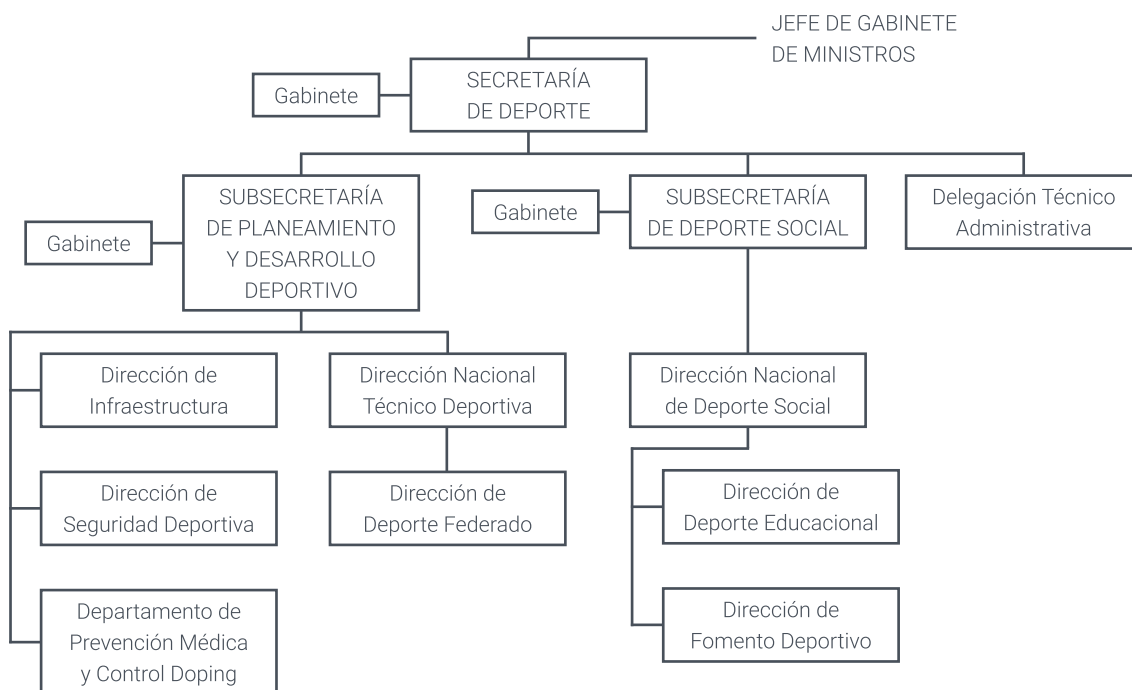 JEFE DE GABINETE
DE MINISTROS
SECRETARÍA
DE DEPORTE
Gabinete
SUBSECRETARÍA
DE PLANEAMIENTO
Y DESARROLLO
DEPORTIVO
Gabinete
SUBSECRETARÍA
DE DEPORTE SOCIAL
Gabinete
Delegación Técnico
Administrativa
Dirección de
Infraestructura
Dirección Nacional
Técnico Deportiva
Dirección Nacional
de Deporte Social
Dirección de
Seguridad Deportiva
Dirección de
Deporte Federado
Dirección de
Deporte Educacional
Departamento de
Prevención Médica
y Control Doping
Dirección de
Fomento Deportivo